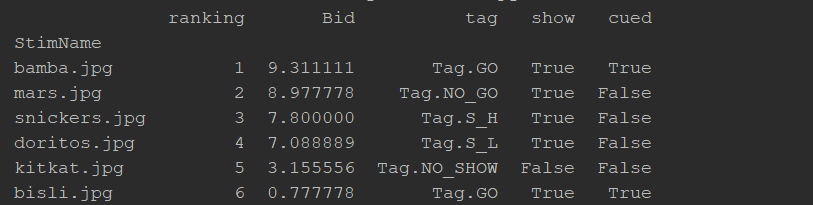 ranking Bid tag show cued
StimName
bamba.jpg 1 9.311111 Tag.GO True True
mars.jpg 2 8.977778 Tag.NO_GO True False
snickers.jpg 3 7.800000 Tag.S_H True False
doritos.jpg 4 7.088889 Tag.S_L True False
kitkat.jpg 5 3.155556 Tag.NO_SHOW False False
bisli.jpg 6 0.777778 Tag.GO True True